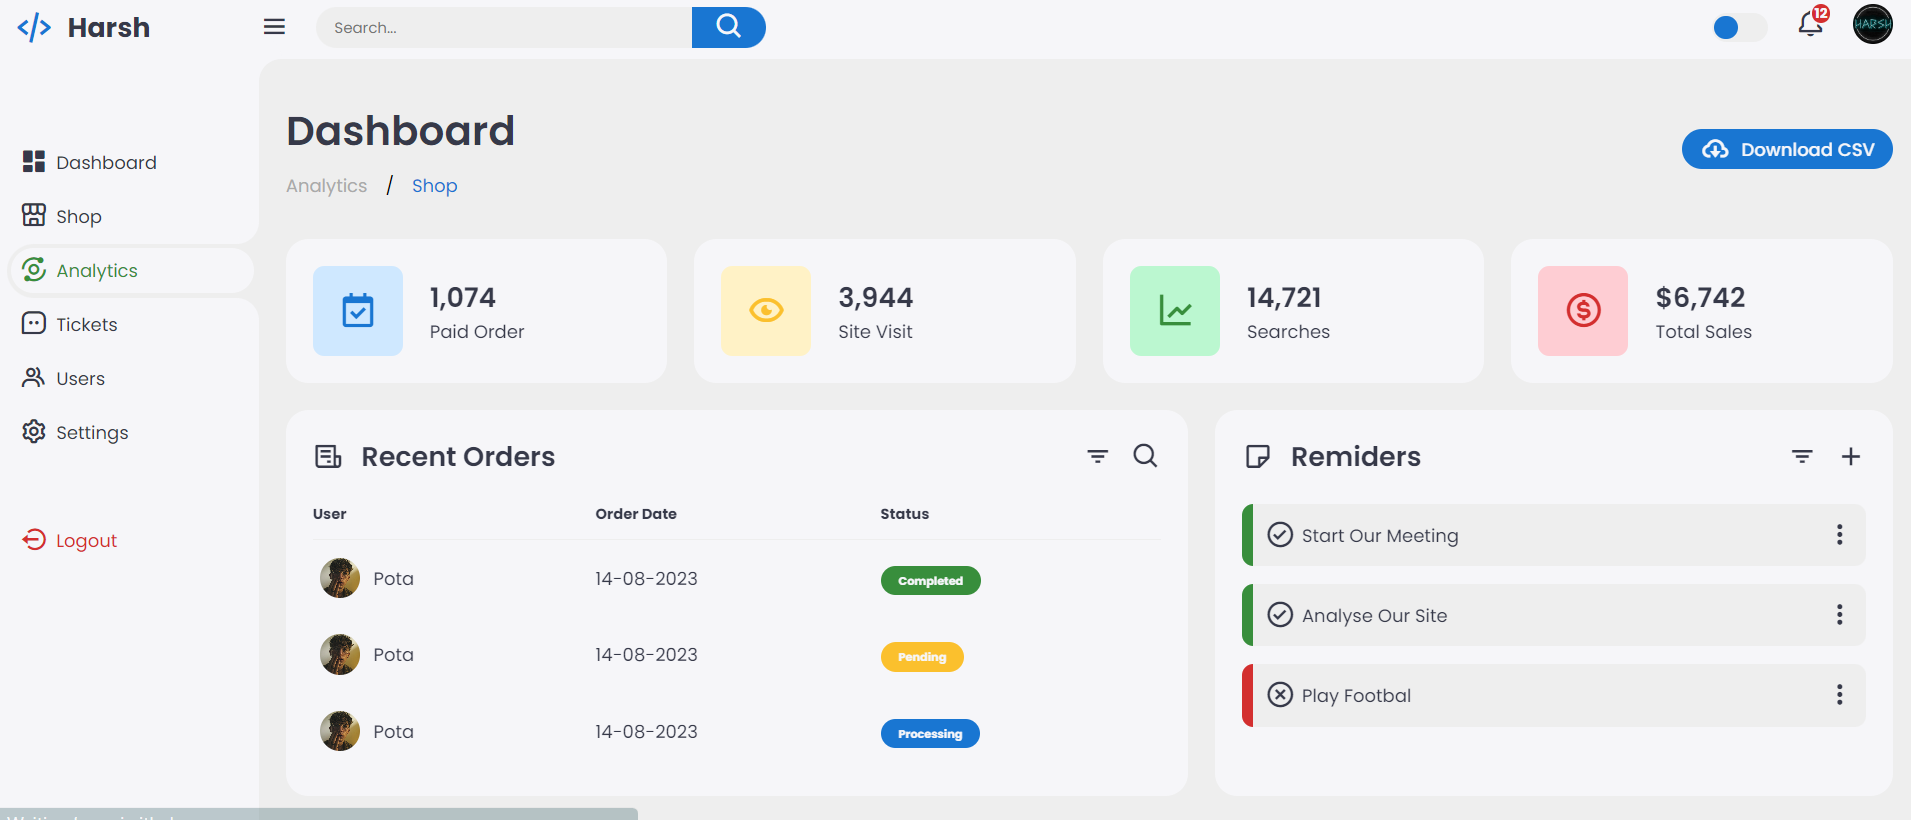 </> Harsh
Search...
12
HARSH
Dashboard
Shop
Analytics
Tickets
Users
Settings
Logout
Dashboard
Analytics / Shop
Download CSV
1,074
Paid Order
3,944
Site Visit
14,721
Searches
$6,742
Total Sales
Recent Orders
User Order Date Status
Pota 14-08-2023 Completed
Pota 14-08-2023 Pending
Pota 14-08-2023 Processing
Remiders
Start Our Meeting
Analyse Our Site
Play Footbal